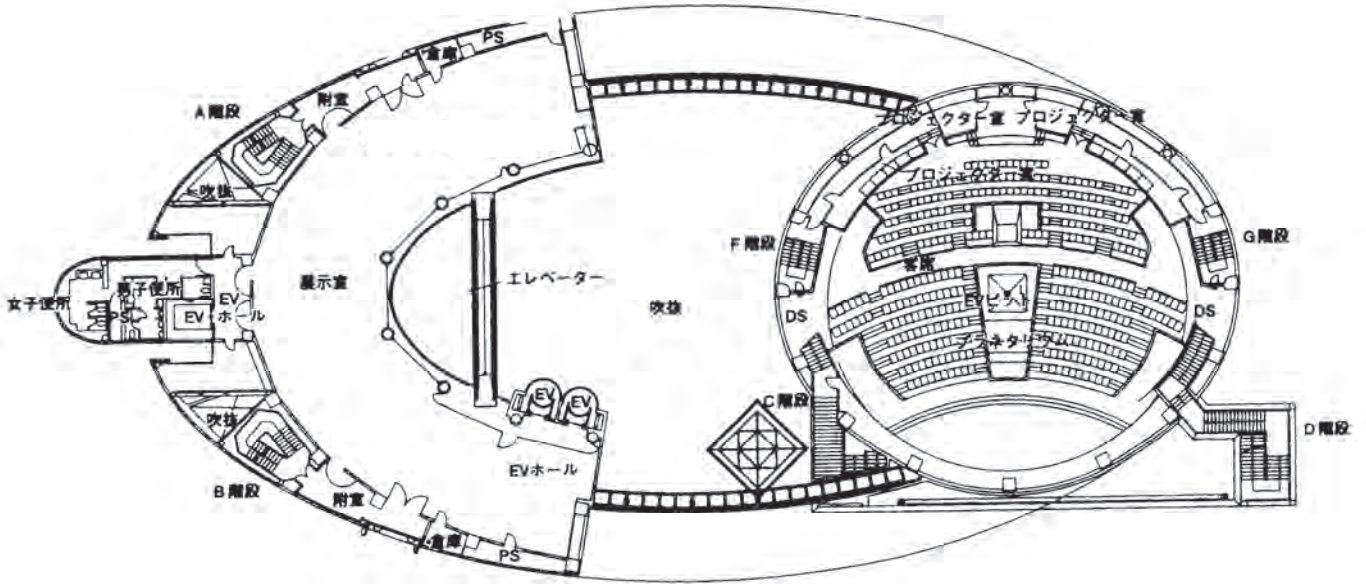 PS
倉庫
附室
A階段
吹抜
プロジェクター室
プロジェクター室
プロジェクター室
F階段
G階段
客席
展示室
エレベーター
吹抜
女子便所
男子便所
PS
EV
EV
ホール
EVピット
プラネタリウム
DS
DS
吹抜
EV
EV
C階段
D階段
EVホール
B階段
附室
倉庫
PS